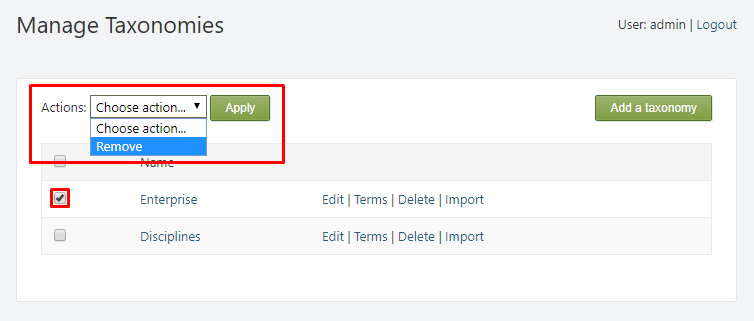 Manage Taxonomies
User: admin | Logout
Actions: Choose action... Apply Add a taxonomy
Choose action...
Remove
Name
Enterprise Edit | Terms | Delete | Import
Disciplines Edit | Terms | Delete | Import